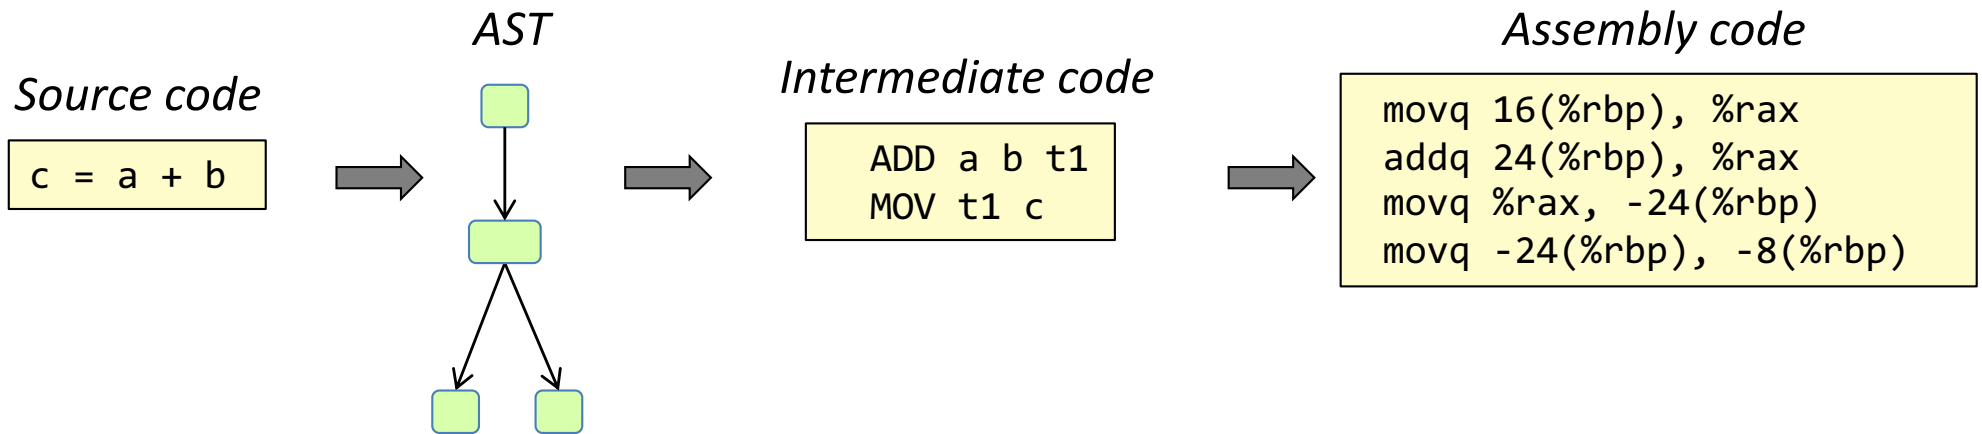 Source code
c = a + b
AST
Intermediate code
ADD a b t1
MOV t1 c
Assembly code
movq 16(%rbp), %rax
addq 24(%rbp), %rax
movq %rax, -24(%rbp)
movq -24(%rbp), -8(%rbp)